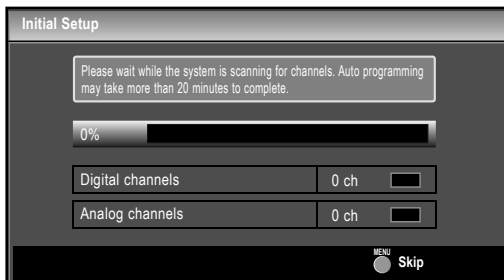 Initial Setup
Please wait while the system is scanning for channels. Auto programming
may take more than 20 minutes to complete.
0%
Digital channels 0 ch
Analog channels 0 ch
MENU
Skip